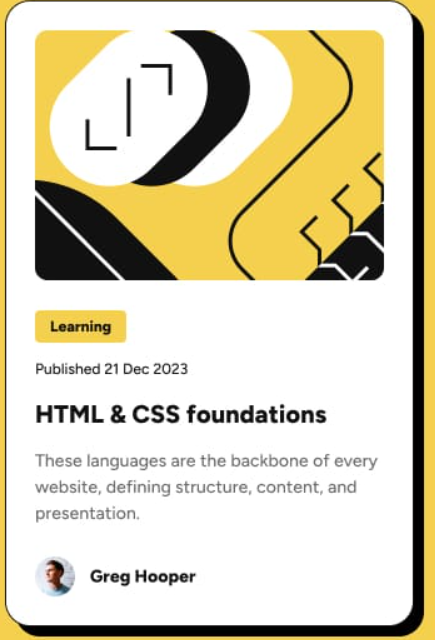 Learning
Published 21 Dec 2023
HTML & CSS foundations
These languages are the backbone of every
website, defining structure, content, and
presentation.
Greg Hooper